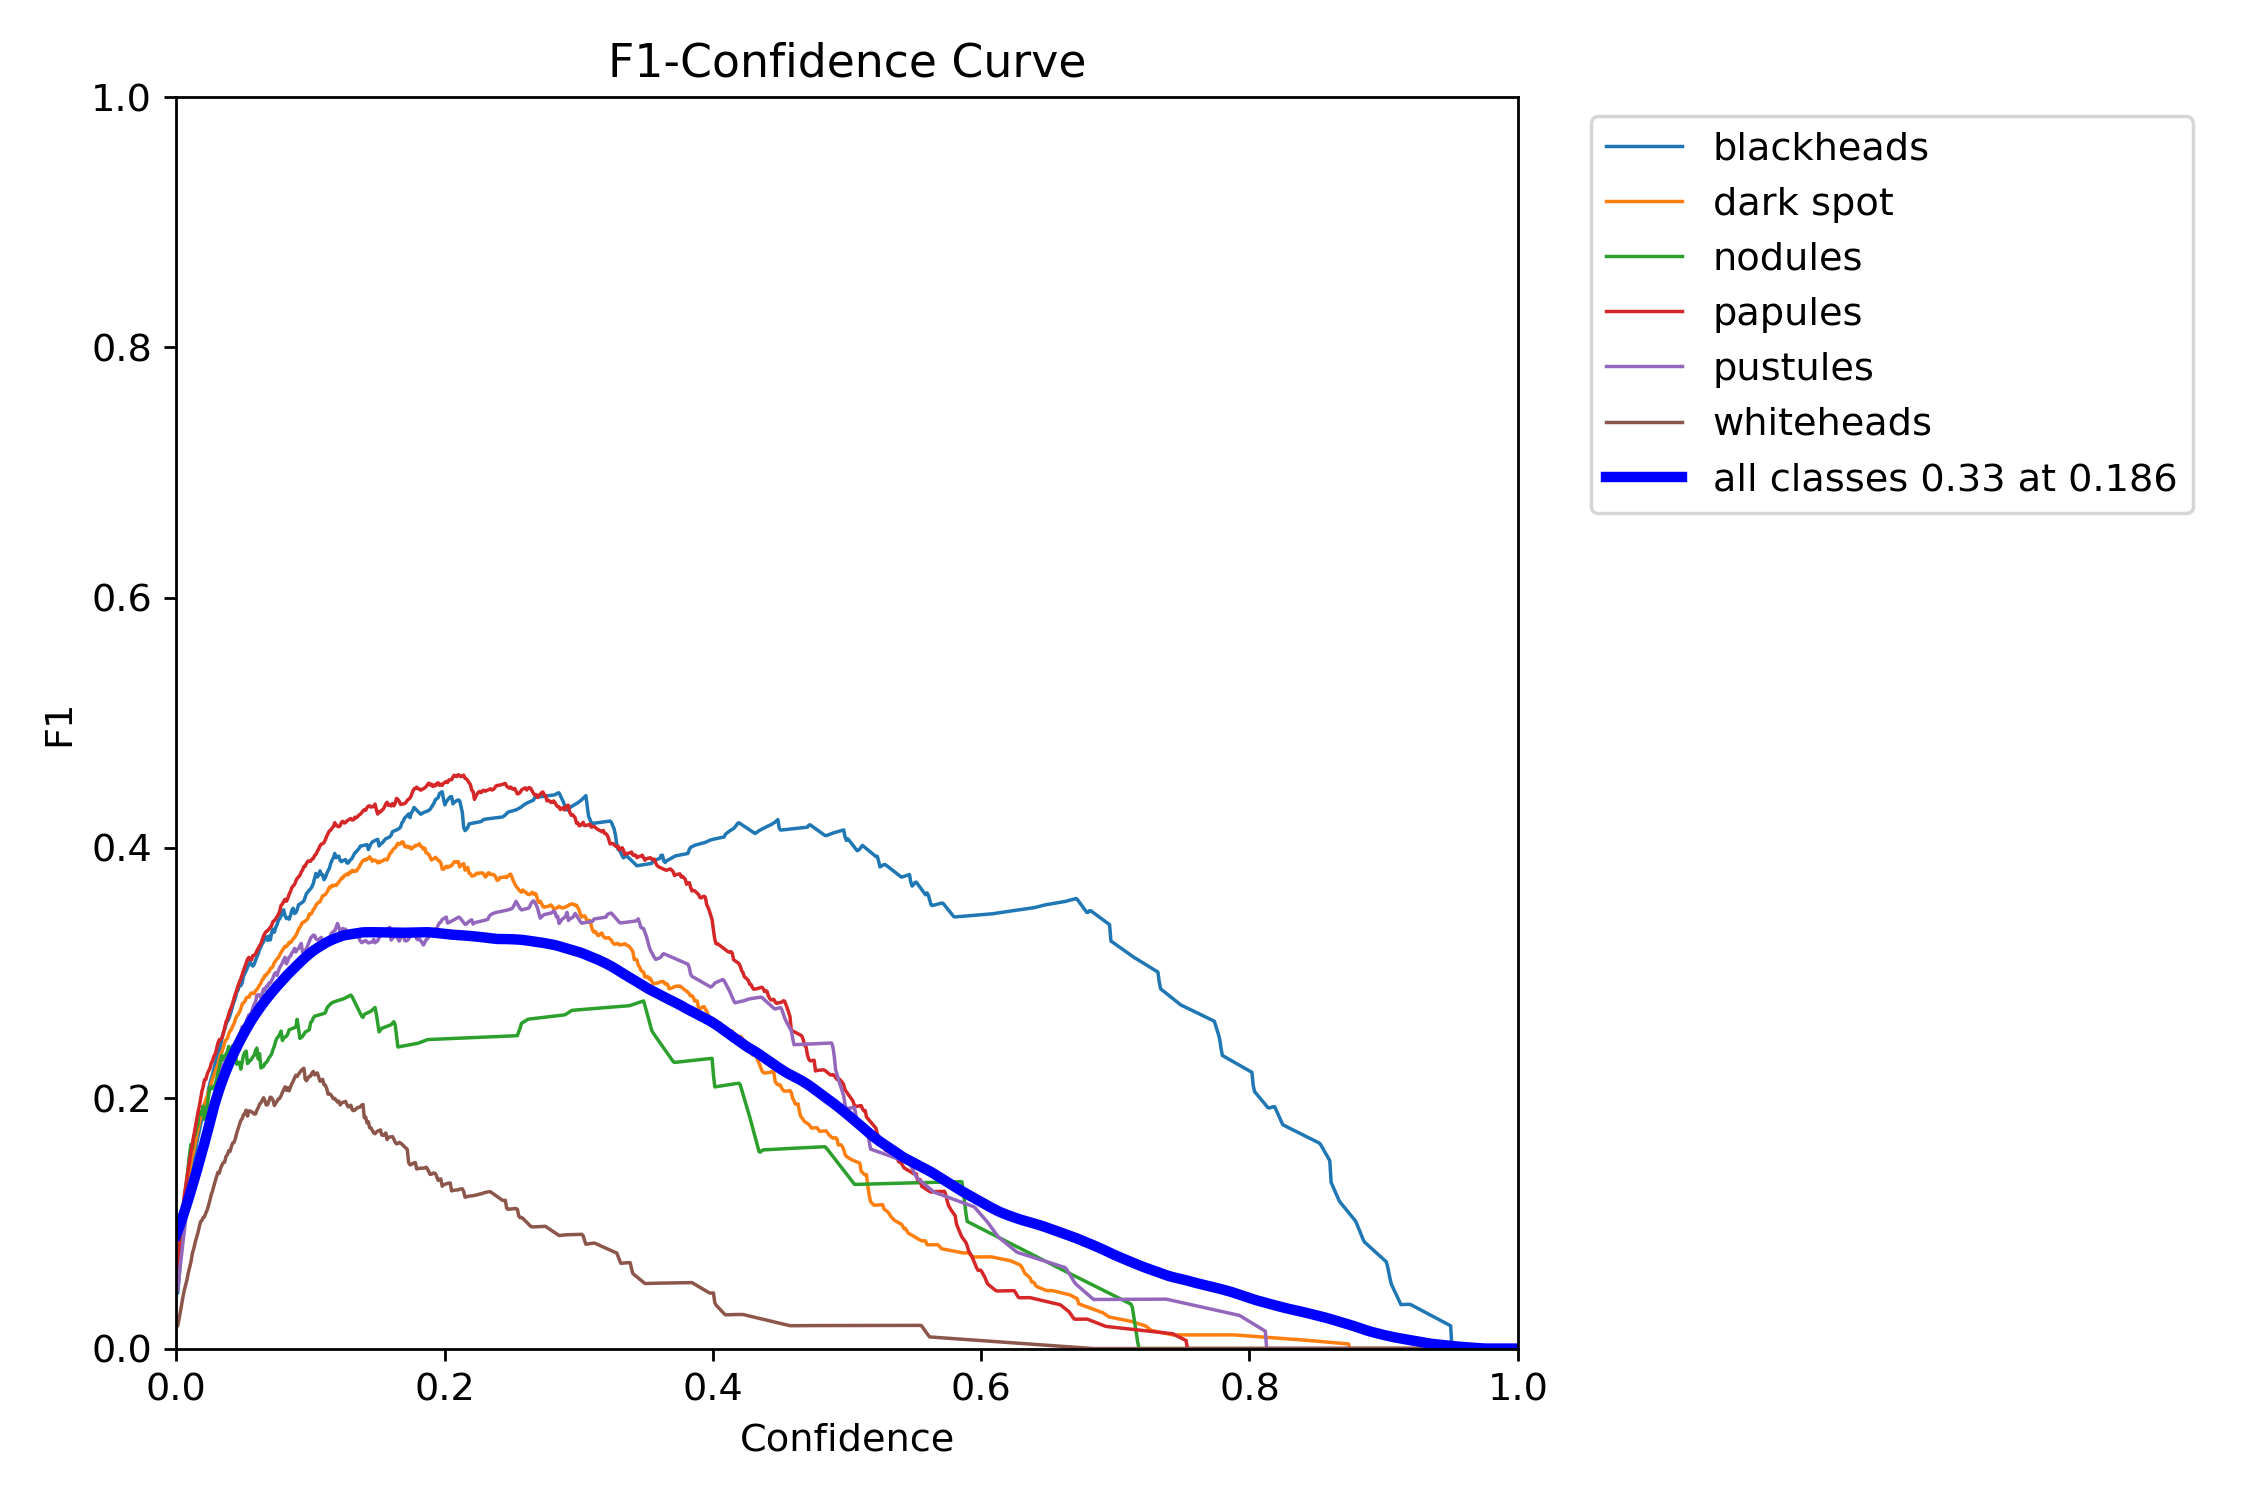 F1-Confidence Curve
1.0
0.8
0.6
0.4
0.2
0.0
F1
0.0 0.2 0.4 0.6 0.8 1.0
Confidence
blackheads
dark spot
nodules
papules
pustules
whiteheads
all classes 0.33 at 0.186